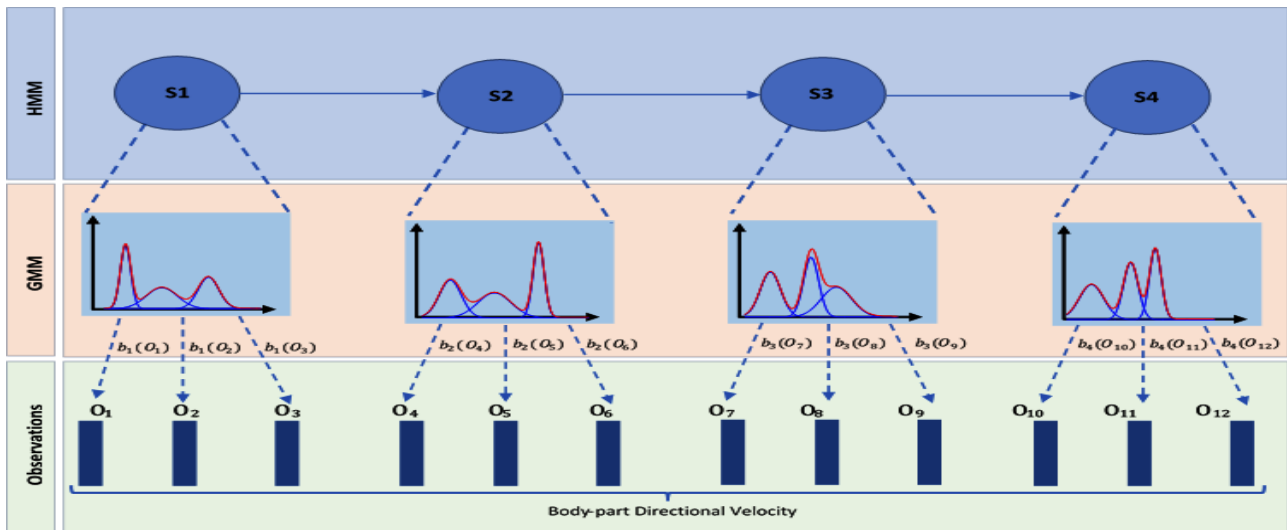 HMM
S1 S2 S3 S4
GMM
b₁(O₁) b₁(O₂) b₁(O₃) b₂(O₄) b₂(O₅) b₂(O₆) b₃(O₇) b₃(O₈) b₃(O₉) b₄(O₁₀) b₄(O₁₁) b₄(O₁₂)
Observations
O₁ O₂ O₃ O₄ O₅ O₆ O₇ O₈ O₉ O₁₀ O₁₁ O₁₂
Body-part Directional Velocity